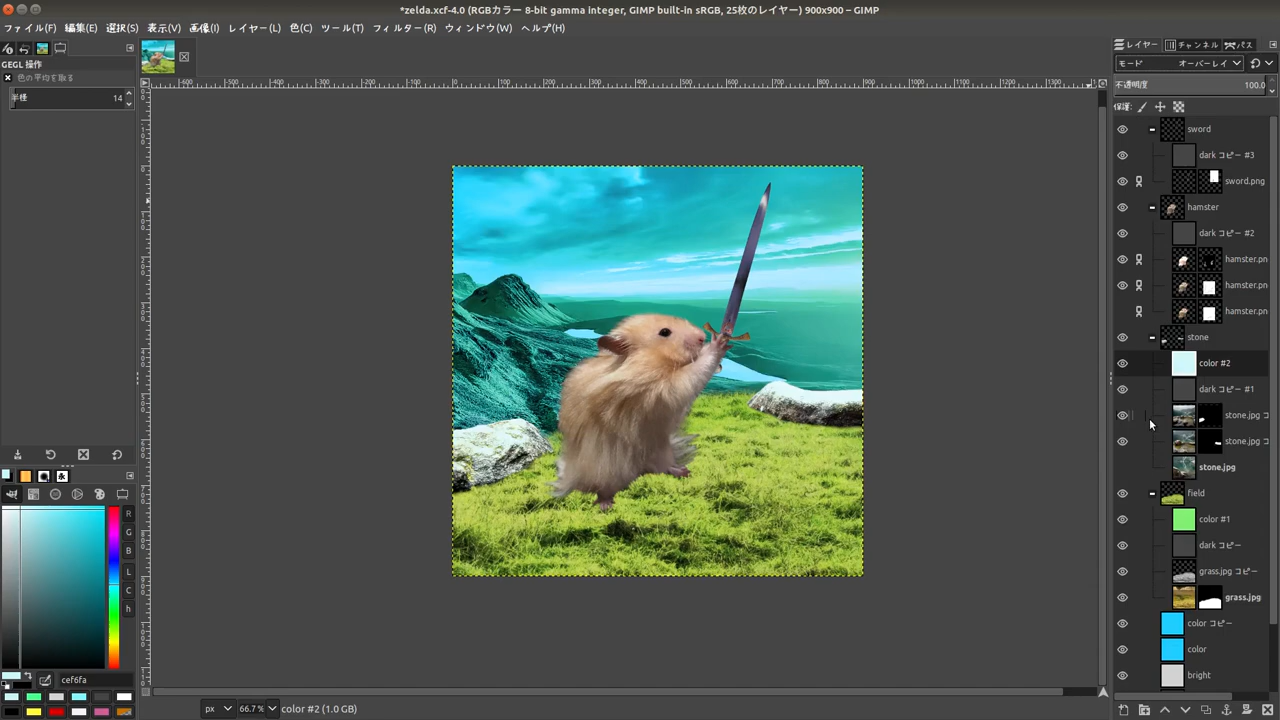 *zelda.xcf-4.0 (RGBカラー 8-bit gamma integer, GIMP built-in sRGB, 25枚のレイヤー) 900x900 – GIMP
ファイル(F) 編集(E) 選択(S) 表示(V) 画像(I) レイヤー(L) 色(C) ツール(T) フィルター(R) ウィンドウ(W) ヘルプ(H)
レイヤー チャンネル パス
GEGL 操作
モード オーバーレイ
色の平均を取る
不透明度 100.0
半径 14
保護:
sword
dark コピー #3
sword.png
hamster
dark コピー #2
hamster.pn
hamster.pn
hamster.pn
stone
color #2
dark コピー #1
stone.jpg コ
stone.jpg コ
stone.jpg
field
color #1
dark コピー
grass.jpg コピー
grass.jpg
color コピー
color
bright
R
G
B
L
C
h
cef6fa
px 66.7 % color #2 (1.0 GB)